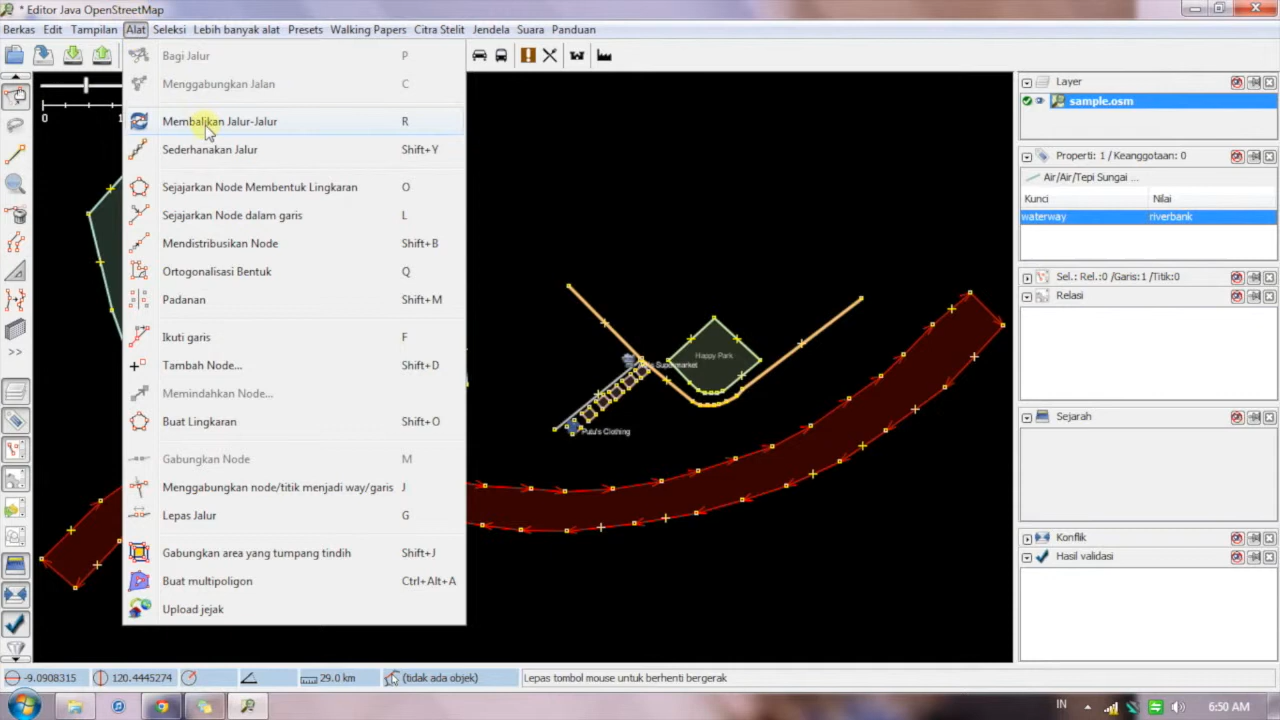 * Editor Java OpenStreetMap
Berkas Edit Tampilan Alat Seleksi Lebih banyak alat Presets Walking Papers Citra Stelit Jendela Suara Panduan
Bagi Jalur P
Menggabungkan Jalan C
Membalikan Jalur-Jalur R
Sederhanakan Jalur Shift+Y
Sejajarkan Node Membentuk Lingkaran O
Sejajarkan Node dalam garis L
Mendistribusikan Node Shift+B
Ortogonalisasi Bentuk Q
Padanan Shift+M
Ikuti garis F
Tambah Node... Shift+D
Memindahkan Node...
Buat Lingkaran Shift+O
Gabungkan Node M
Menggabungkan node/titik menjadi way/garis J
Lepas Jalur G
Gabungkan area yang tumpang tindih Shift+J
Buat multipoligon Ctrl+Alt+A
Upload jejak
0
>>
Happy Park
Supermarket
Putu's Clothing
Layer
sample.osm
Properti: 1 / Keanggotaan: 0
Air/Air/Tepi Sungai ...
Kunci Nilai
waterway riverbank
Sel.: Rel.:0 /Garis:1 /Titik:0
Relasi
Sejarah
Konflik
Hasil validasi
-9.0908315 120.4445274 29.0 km (tidak ada objek) Lepas tombol mouse untuk berhenti bergerak
IN 6:50 AM